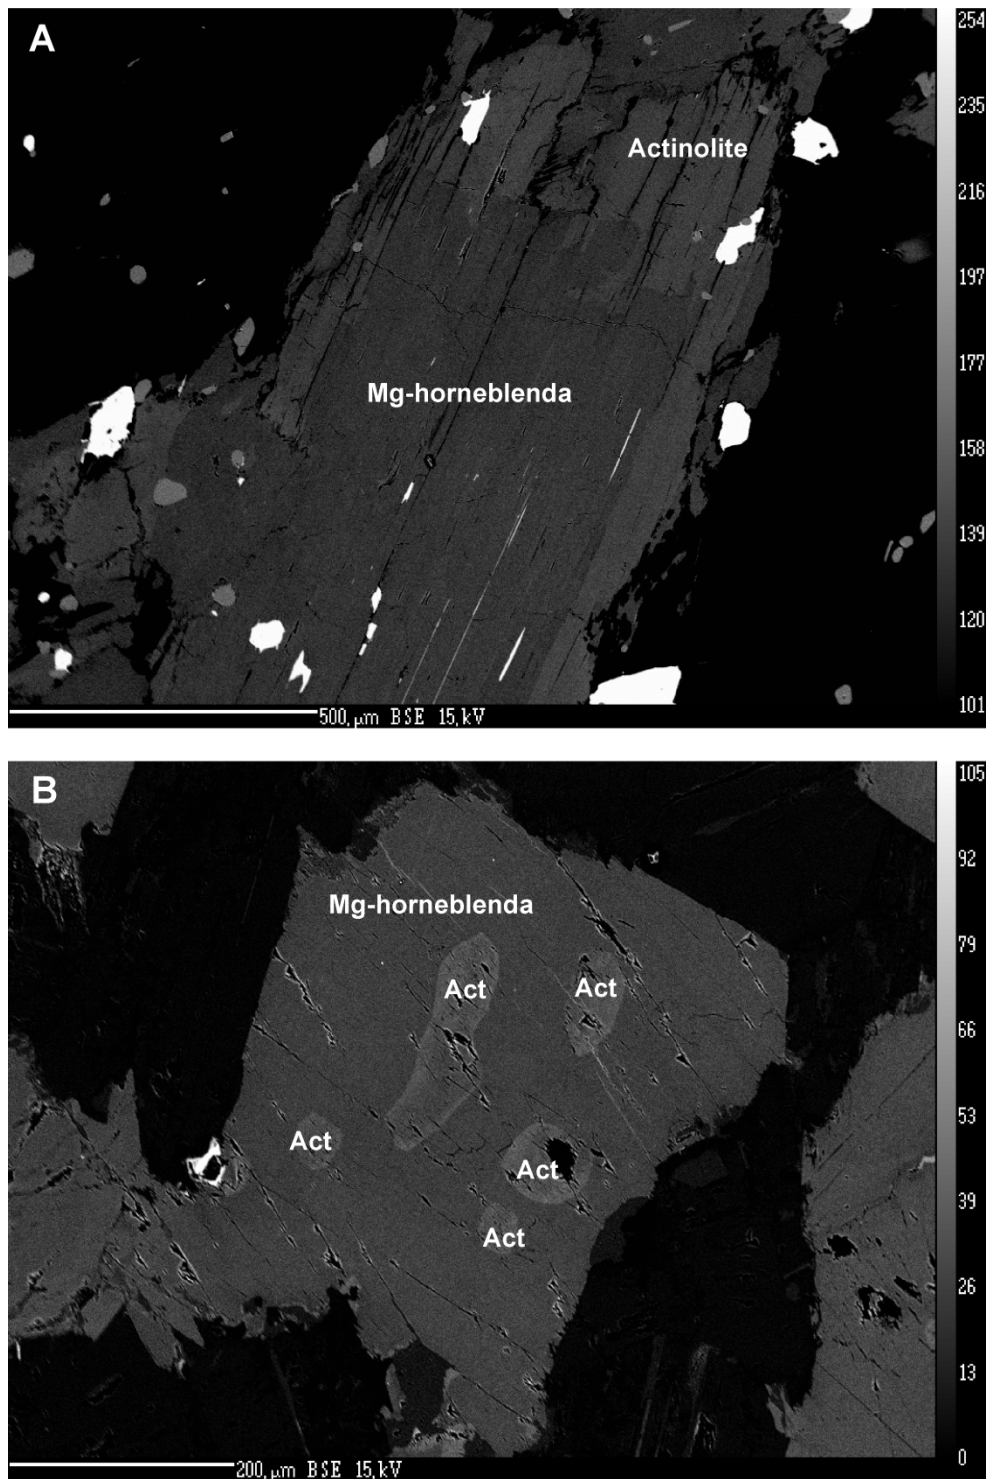 A
254
235
Actinolite
216
197
177
Mg-horneblenda
158
139
120
101
500,µm BSE 15,kV
B
105
92
Mg-horneblenda
79
Act
Act
66
53
Act
Act
39
Act
26
13
0
200,µm BSE 15,kV